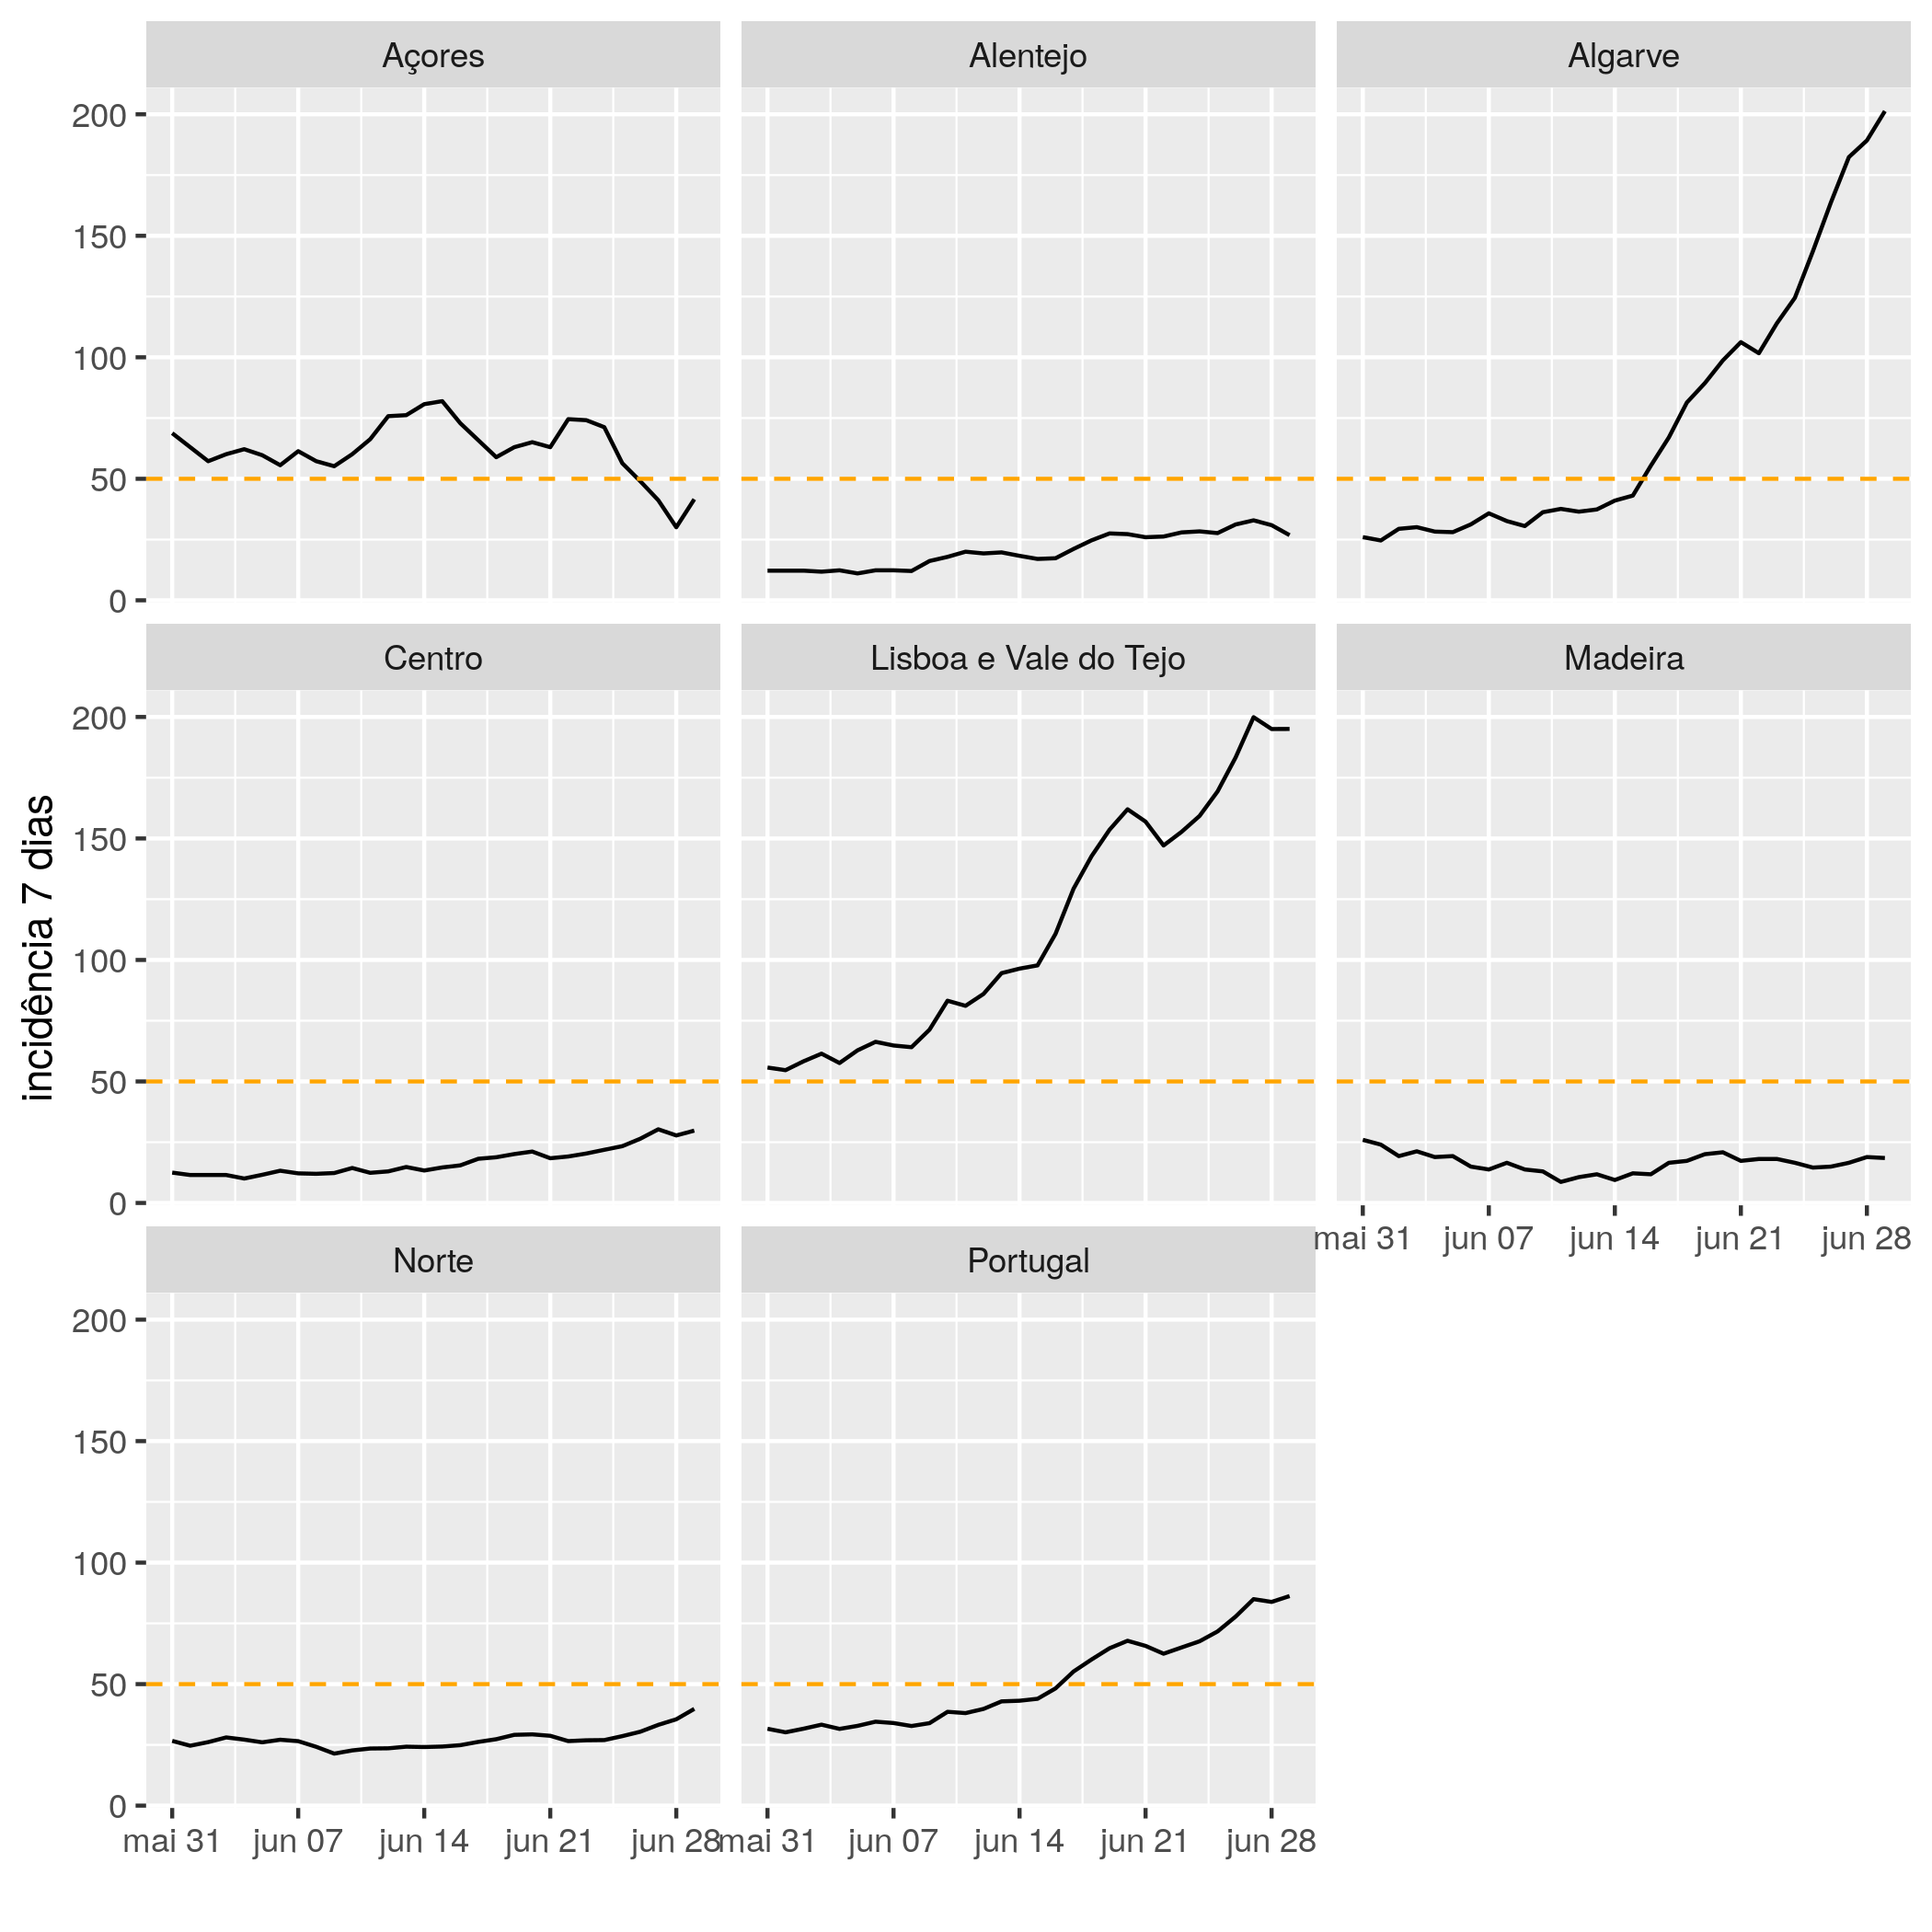 Açores
Alentejo
Algarve
200
150
100
50
0
Centro
Lisboa e Vale do Tejo
Madeira
200
150
100
50
0
incidência 7 dias
mai 31 jun 07 jun 14 jun 21 jun 28
Norte
Portugal
200
150
100
50
0
mai 31 jun 07 jun 14 jun 21 jun 28
mai 31 jun 07 jun 14 jun 21 jun 28